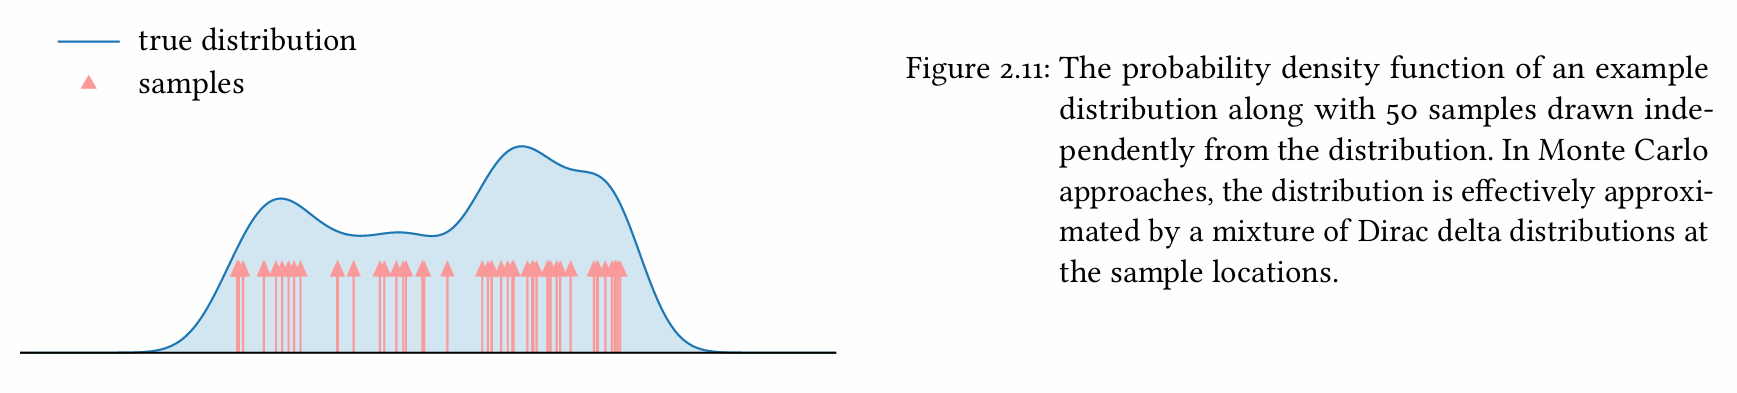 true distribution
samples
Figure 2.11: The probability density function of an example
distribution along with 50 samples drawn inde-
pendently from the distribution. In Monte Carlo
approaches, the distribution is effectively approxi-
mated by a mixture of Dirac delta distributions at
the sample locations.